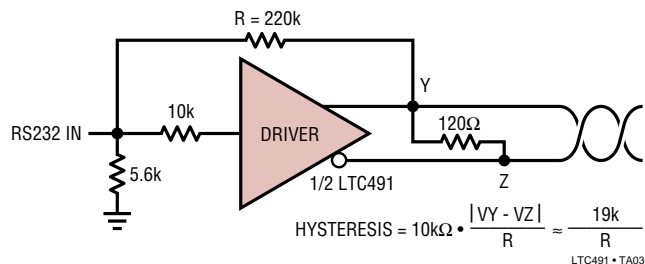 R = 220k
Y
10k
120Ω
RS232 IN
DRIVER
5.6k
1/2 LTC491
Z
HYSTERESIS = 10kΩ • |VY - VZ| / R ≈ 19k / R
LTC491 • TA03